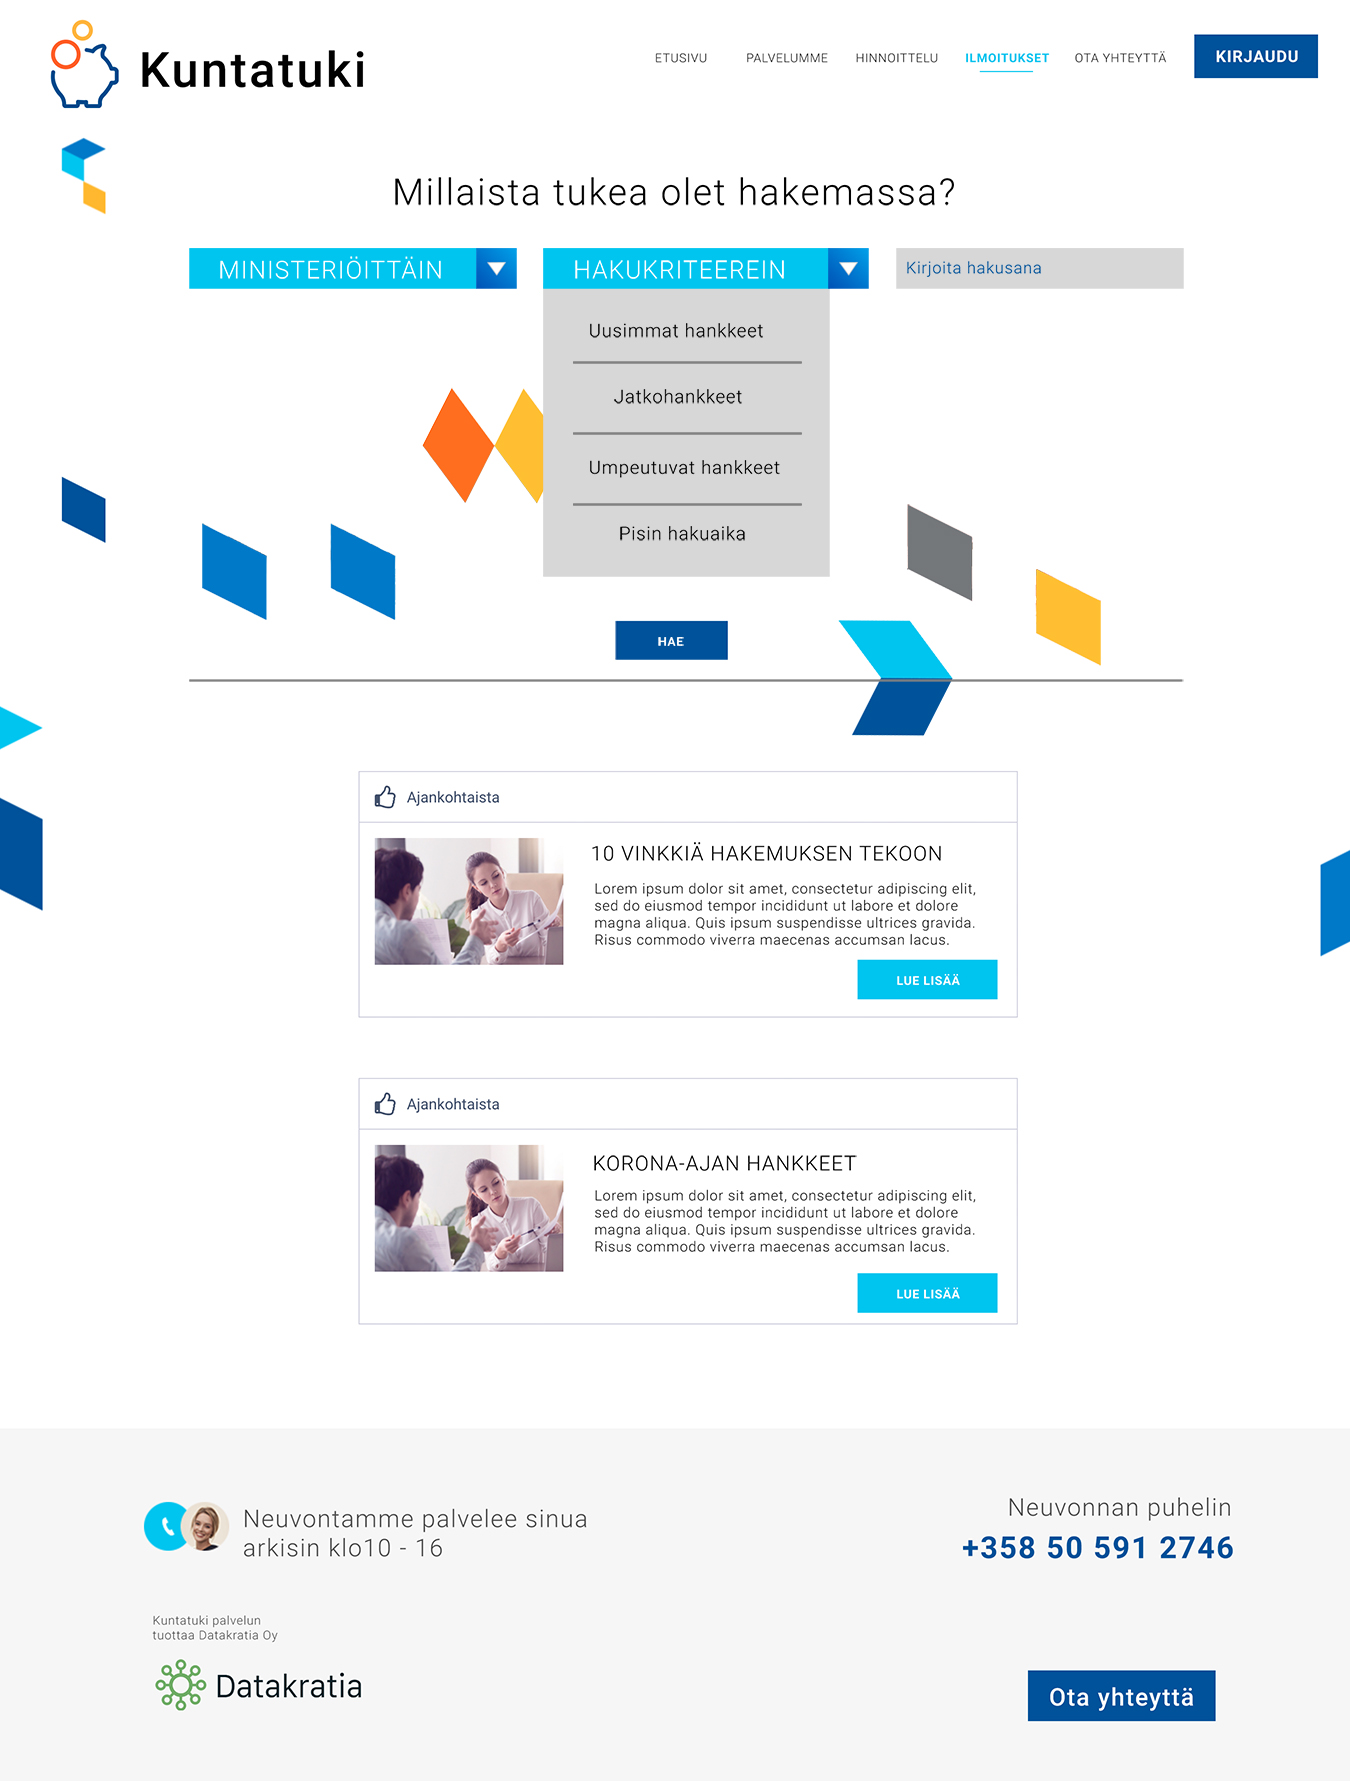 Kuntatuki
ETUSIVU
PALVELUMME
HINNOITTELU
ILMOITUKSET
OTA YHTEYTTÄ
KIRJAUDU
Millaista tukea olet hakemassa?
MINISTERIÖITTÄIN
HAKUKRITEEREIN
Kirjoita hakusana
Uusimmat hankkeet
Jatkohankkeet
Umpeutuvat hankkeet
Pisin hakuaika
HAE
Ajankohtaista
10 VINKKIÄ HAKEMUKSEN TEKOON
Lorem ipsum dolor sit amet, consectetur adipiscing elit,
sed do eiusmod tempor incididunt ut labore et dolore
magna aliqua. Quis ipsum suspendisse ultrices gravida.
Risus commodo viverra maecenas accumsan lacus.
LUE LISÄÄ
Ajankohtaista
KORONA-AJAN HANKKEET
Lorem ipsum dolor sit amet, consectetur adipiscing elit,
sed do eiusmod tempor incididunt ut labore et dolore
magna aliqua. Quis ipsum suspendisse ultrices gravida.
Risus commodo viverra maecenas accumsan lacus.
LUE LISÄÄ
Neuvontamme palvelee sinua
arkisin klo10 - 16
Neuvonnan puhelin
+358 50 591 2746
Kuntatuki palvelun
tuottaa Datakratia Oy
Datakratia
Ota yhteyttä